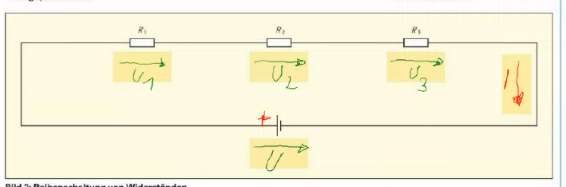 R₁ R₂ R₃
U₁ U₂ U₃ I
+
U
Bild 2: Reihenschaltung von Widerständen